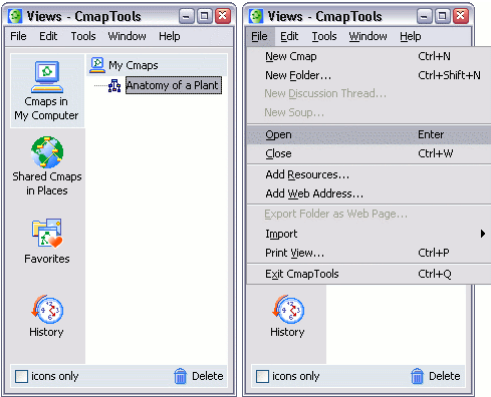 Views - CmapTools
File Edit Tools Window Help
My Cmaps
Anatomy of a Plant
Cmaps in
My Computer
Shared Cmaps
in Places
Favorites
History
icons only
Delete
Views - CmapTools
File Edit Tools Window Help
New Cmap Ctrl+N
New Folder... Ctrl+Shift+N
New Discussion Thread...
New Soup...
Open Enter
Close Ctrl+W
Add Resources...
Add Web Address...
Export Folder as Web Page...
Import
Print View... Ctrl+P
Exit CmapTools Ctrl+Q
History
icons only
Delete